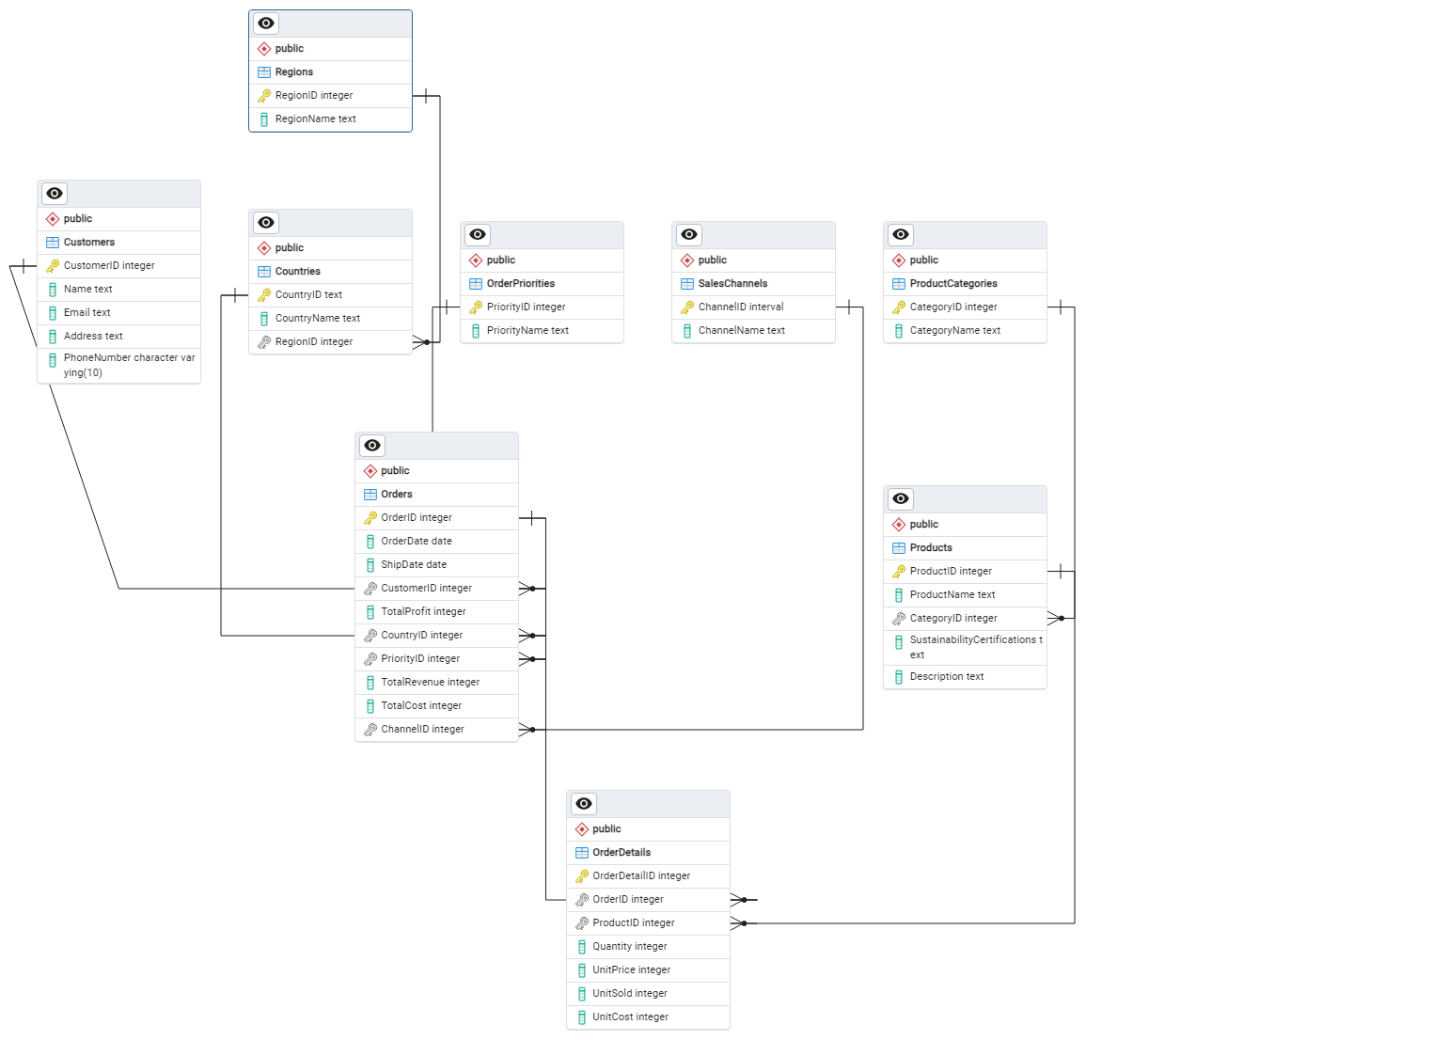 public
Regions
RegionID integer
RegionName text
public
Customers
CustomerID integer
Name text
Email text
Address text
PhoneNumber character var
ying(10)
public
Countries
CountryID text
CountryName text
RegionID integer
public
OrderPriorities
PriorityID integer
PriorityName text
public
SalesChannels
ChannelID interval
ChannelName text
public
ProductCategories
CategoryID integer
CategoryName text
public
Orders
OrderID integer
OrderDate date
ShipDate date
CustomerID integer
TotalProfit integer
CountryID integer
PriorityID integer
TotalRevenue integer
TotalCost integer
ChannelID integer
public
Products
ProductID integer
ProductName text
CategoryID integer
SustainabilityCertifications t
ext
Description text
public
OrderDetails
OrderDetailID integer
OrderID integer
ProductID integer
Quantity integer
UnitPrice integer
UnitSold integer
UnitCost integer